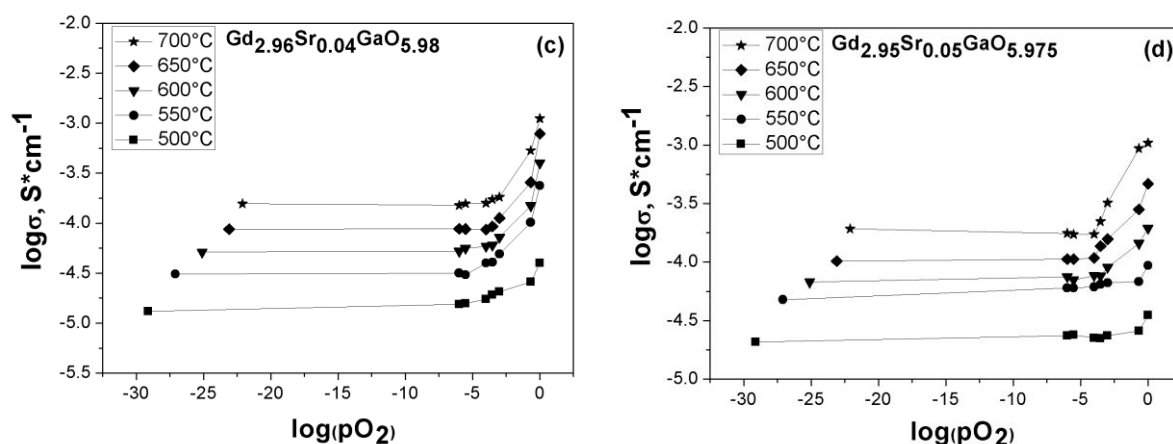 Gd2.96Sr0.04GaO5.98 (c)
700°C
650°C
600°C
550°C
500°C
-2.0
-2.5
-3.0
-3.5
-4.0
-4.5
-5.0
-5.5
logσ, S*cm-1
-30 -25 -20 -15 -10 -5 0
log(pO2)
Gd2.95Sr0.05GaO5.975 (d)
700°C
650°C
600°C
550°C
500°C
-2.0
-2.5
-3.0
-3.5
-4.0
-4.5
-5.0
logσ, S*cm-1
-30 -25 -20 -15 -10 -5 0
log(pO2)